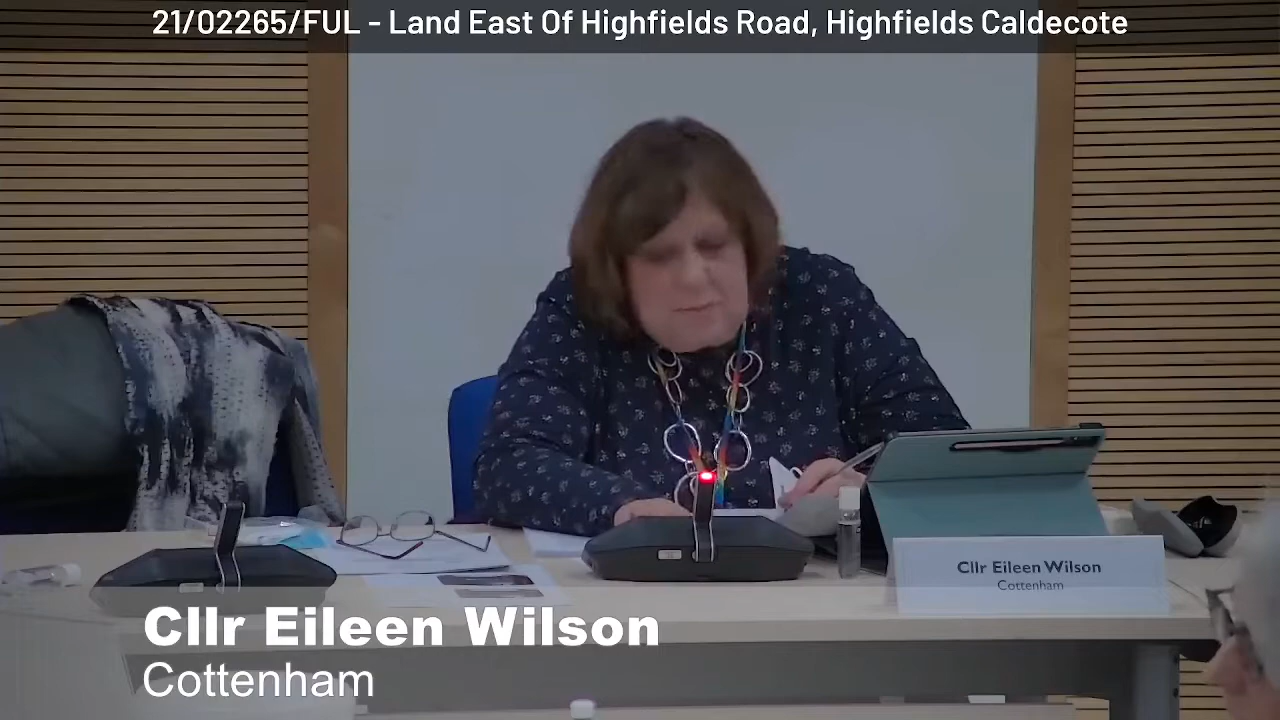 21/02265/FUL - Land East Of Highfields Road, Highfields Caldecote
Cllr Eileen Wilson
Cottenham
Cllr Eileen Wilson
Cottenham